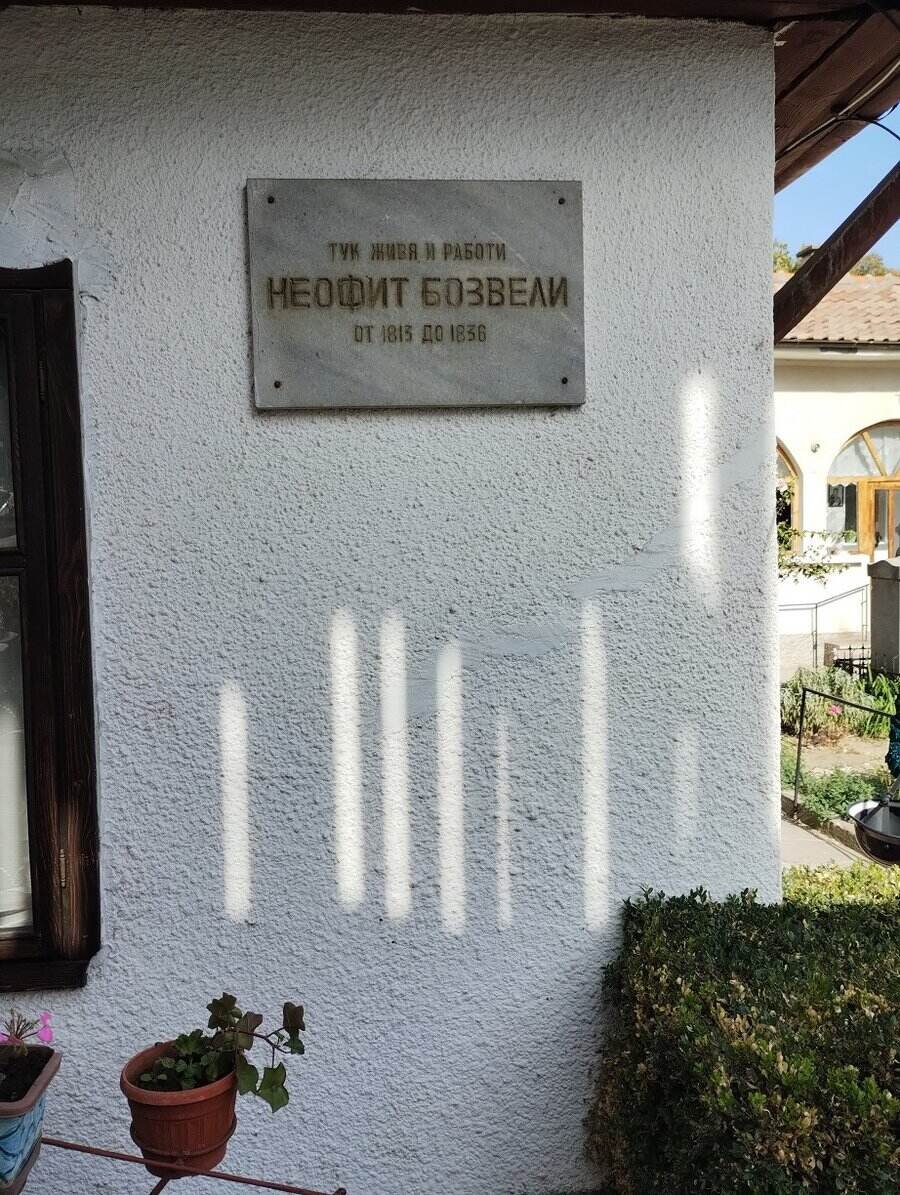 ТУК ЖИВЯ И РАБОТИ
НЕОФИТ БОЗВЕЛИ
ОТ 1813 ДО 1836